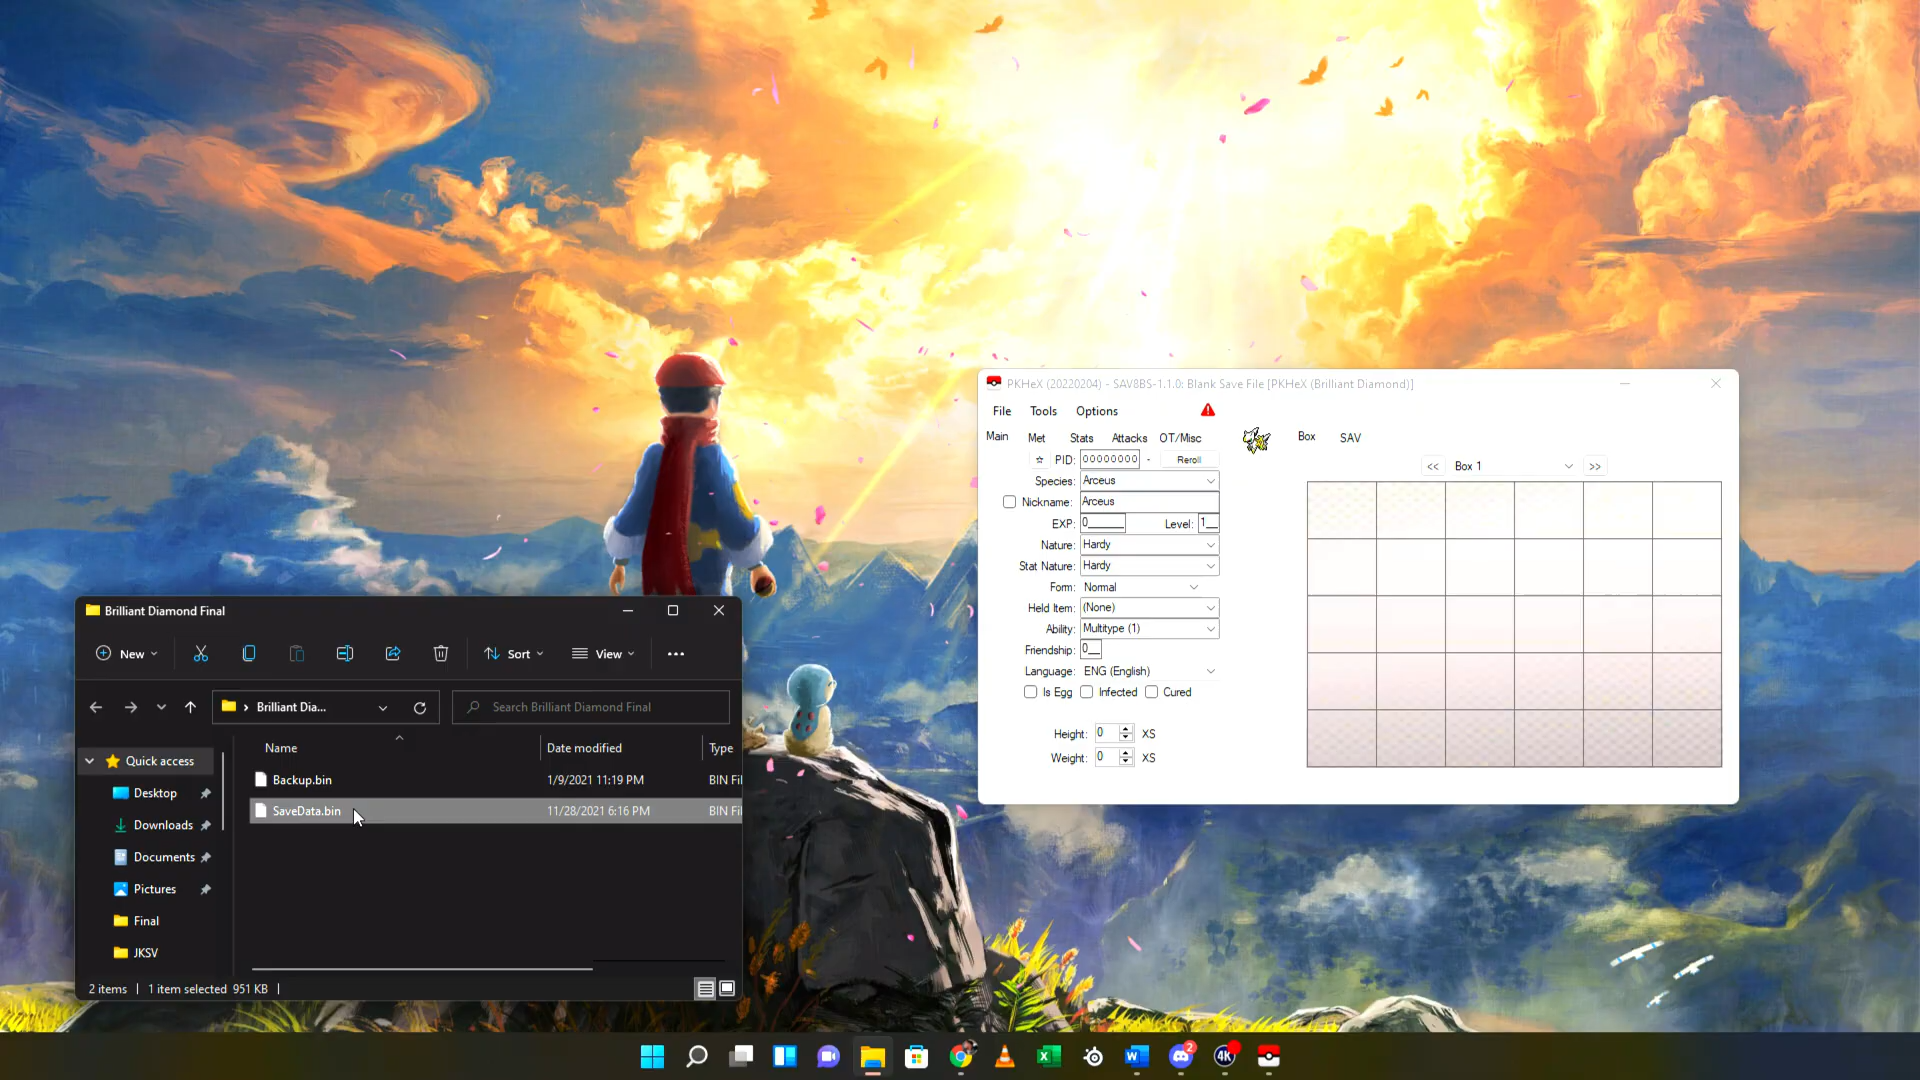 PKHeX (20220204) - SAV8BS-1.1.0: Blank Save File [PKHeX (Brilliant Diamond)]
File Tools Options
Main Met Stats Attacks OT/Misc
Box SAV
PID: 00000000 - Reroll
<< Box 1 >>
Species: Arceus
Nickname: Arceus
EXP: 0 Level: 1
Nature: Hardy
Stat Nature: Hardy
Form: Normal
Held Item: (None)
Ability: Multitype (1)
Friendship: 0
Language: ENG (English)
Is Egg Infected Cured
Height: 0 XS
Weight: 0 XS
Brilliant Diamond Final
New Sort View
Brilliant Dia... Search Brilliant Diamond Final
Name Date modified Type
Quick access
Desktop
Downloads
Documents
Pictures
Final
JKSV
Backup.bin 1/9/2021 11:19 PM BIN Fi
SaveData.bin 11/28/2021 6:16 PM BIN Fi
2 items 1 item selected 951 KB
2
4K